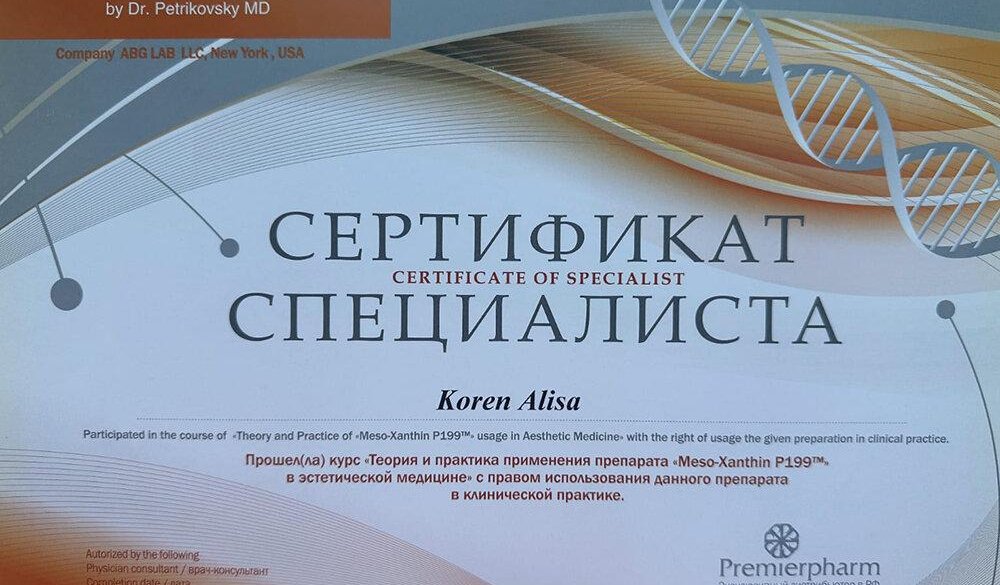 by Dr. Petrikovsky MD
Company ABG LAB LLC, New York , USA
СЕРТИФИКАТ
CERTIFICATE OF SPECIALIST
СПЕЦИАЛИСТА
Koren Alisa
Participated in the course of «Theory and Practice of «Meso-Xanthin P199™» usage in Aesthetic Medicine» with the right of usage the given preparation in clinical practice.
Прошел(ла) курс «Теория и практика применения препарата «Meso-Xanthin P199™»
в эстетической медицине» с правом использования данного препарата
в клинической практике.
Autorized by the following
Physician consultant / врач-консультант
Completion date / дата
Premierpharm